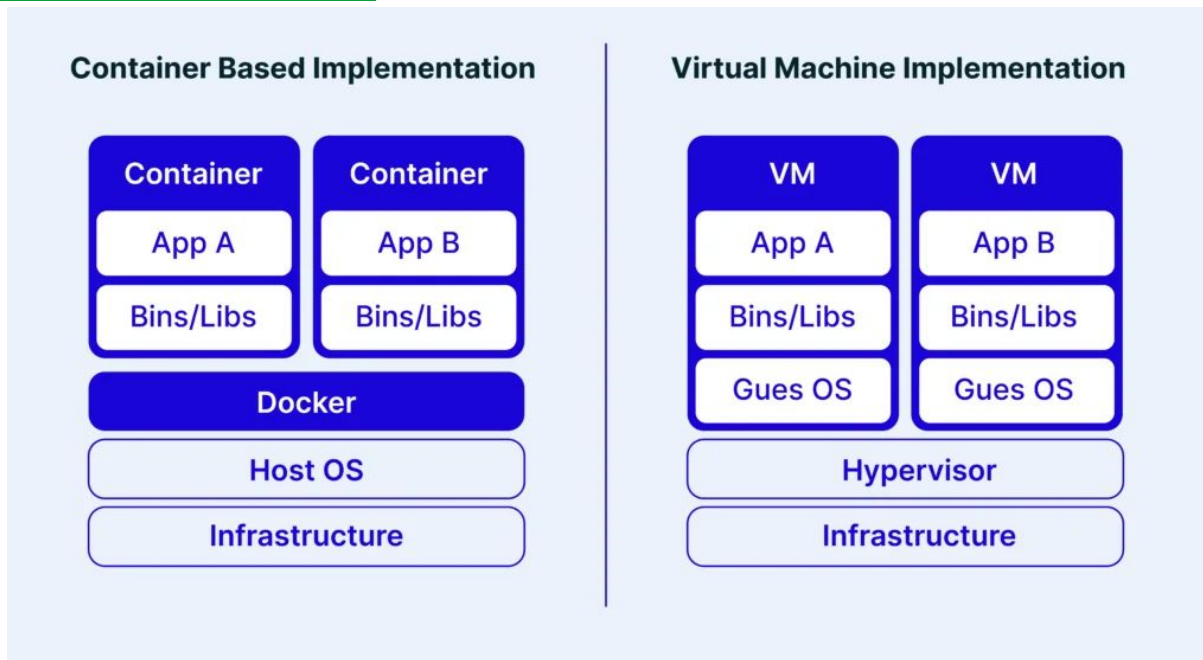 Container Based Implementation
Container
App A
Bins/Libs
Container
App B
Bins/Libs
Docker
Host OS
Infrastructure
Virtual Machine Implementation
VM
App A
Bins/Libs
Gues OS
VM
App B
Bins/Libs
Gues OS
Hypervisor
Infrastructure